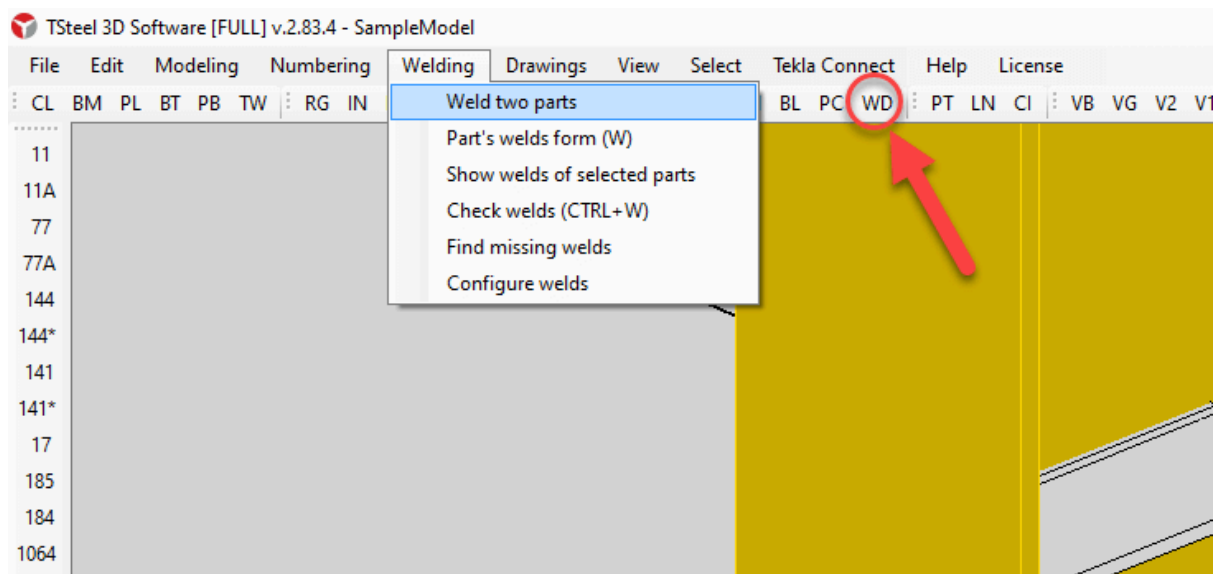 TSteel 3D Software [FULL] v.2.83.4 - SampleModel
File Edit Modeling Numbering Welding Drawings View Select Tekla Connect Help License
CL BM PL BT PB TW RG IN BL PC WD PT LN CI VB VG V2 V1
Weld two parts
Part's welds form (W)
Show welds of selected parts
Check welds (CTRL+W)
Find missing welds
Configure welds
11
11A
77
77A
144
144*
141
141*
17
185
184
1064